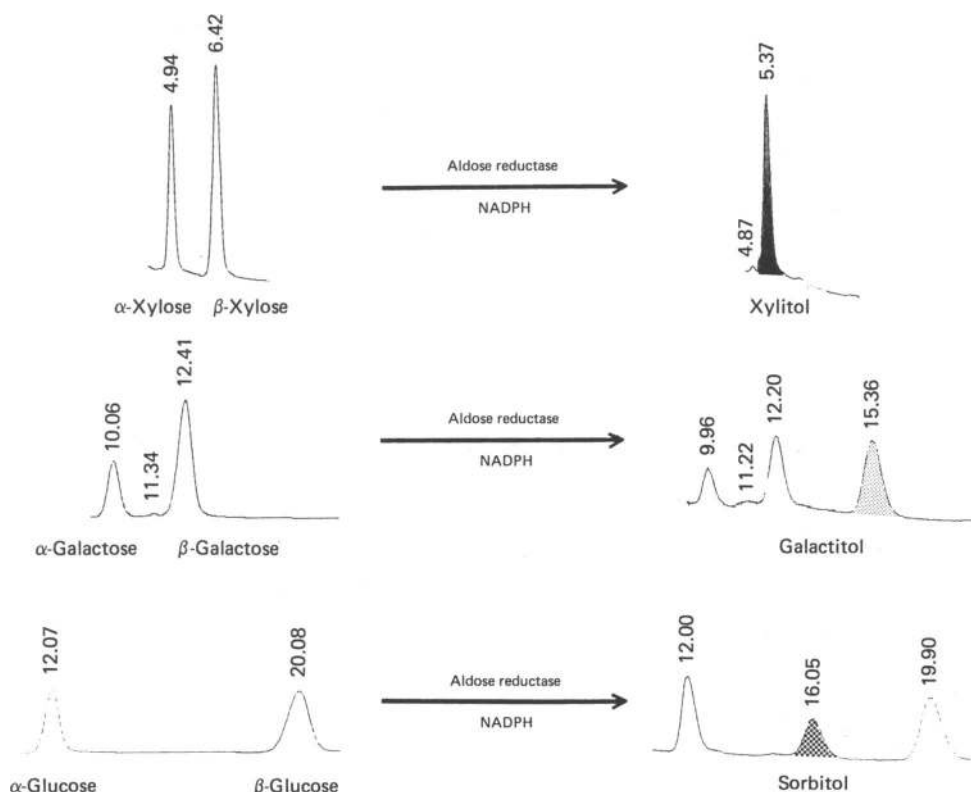 4.94
6.42
Aldose reductase
NADPH
4.87
5.37
α-Xylose
β-Xylose
Xylitol
10.06
11.34
12.41
Aldose reductase
NADPH
9.96
11.22
12.20
15.36
α-Galactose
β-Galactose
Galactitol
12.07
20.08
Aldose reductase
NADPH
12.00
16.05
19.90
α-Glucose
β-Glucose
Sorbitol